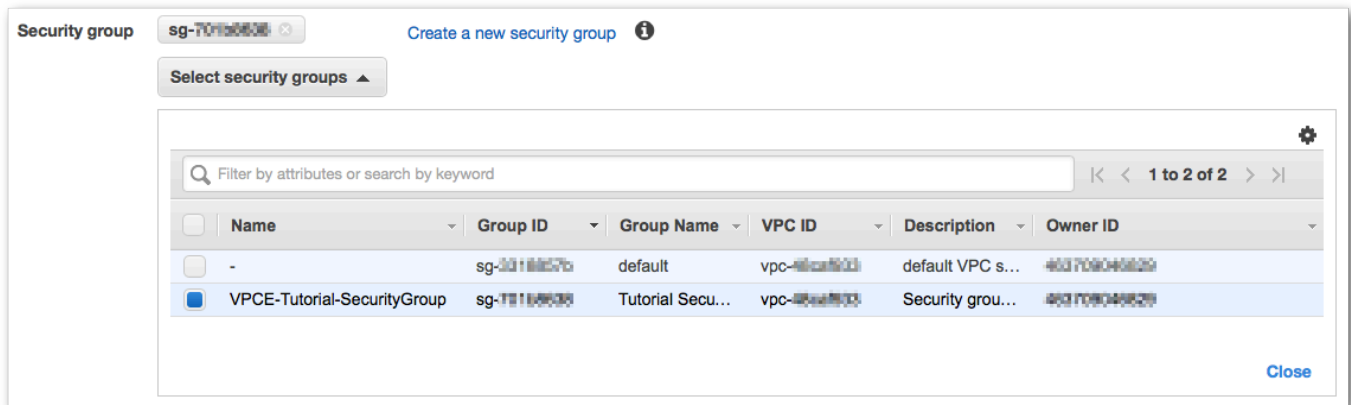 Security group sg- Create a new security group
Select security groups
Filter by attributes or search by keyword 1 to 2 of 2
Name Group ID Group Name VPC ID Description Owner ID
- sg- default vpc- default VPC s...
VPCE-Tutorial-SecurityGroup sg- Tutorial Secu... vpc- Security grou...
Close